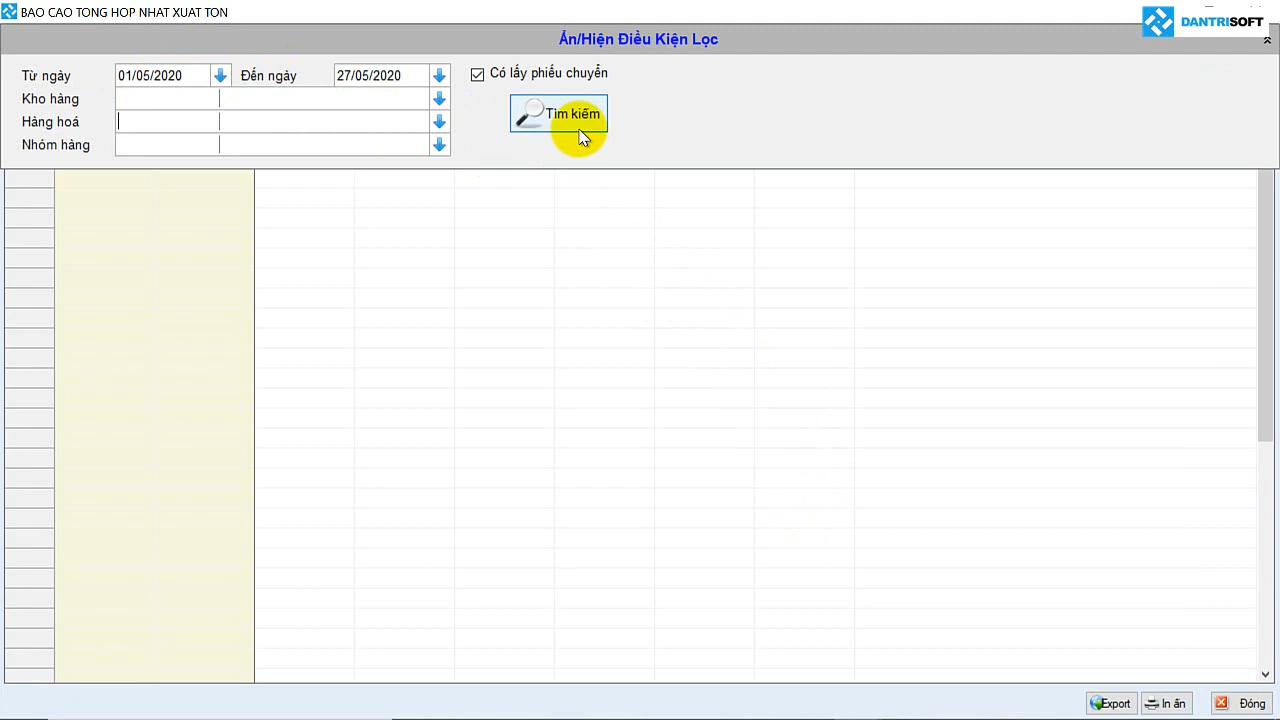 BAO CAO TONG HOP NHAT XUAT TON
DANTRISOFT
Ẩn/Hiện Điều Kiện Lọc
Từ ngày 01/05/2020 Đến ngày 27/05/2020 Có lấy phiếu chuyển
Kho hàng
Tìm kiếm
Hàng hoá
Nhóm hàng
Export In ấn Đóng